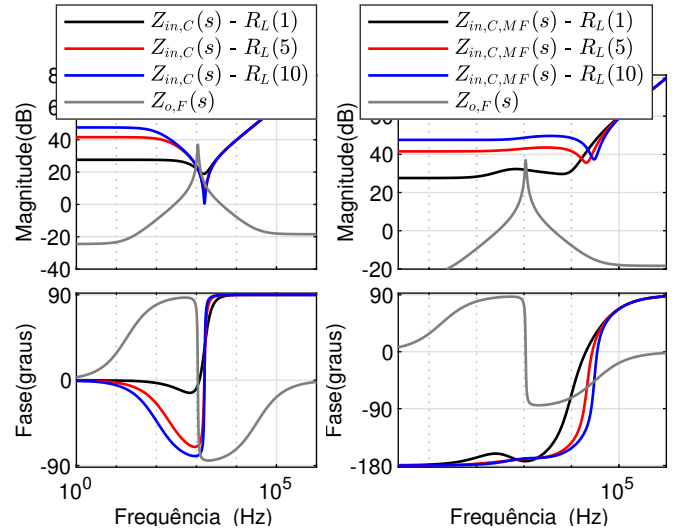 Z_{in,C}(s) - R_L(1)
Z_{in,C}(s) - R_L(5)
Z_{in,C}(s) - R_L(10)
Z_{o,F}(s)
Z_{in,C,MF}(s) - R_L(1)
Z_{in,C,MF}(s) - R_L(5)
Z_{in,C,MF}(s) - R_L(10)
Z_{o,F}(s)
Magnitude(dB)
8
6
40
20
0
-20
-40
Magnitude(dB)
8
60
40
20
0
-20
Fase(graus)
90
0
-90
10^0
10^5
Frequência (Hz)
Fase(graus)
90
0
-90
-180
10^5
Frequência (Hz)